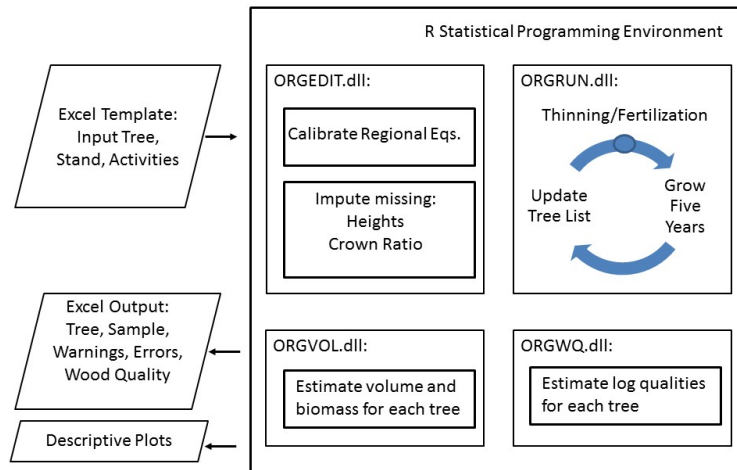 R Statistical Programming Environment
Excel Template:
Input Tree,
Stand, Activities
ORGEDIT.dll:
Calibrate Regional Eqs.
Impute missing:
Heights
Crown Ratio
ORGRUN.dll:
Thinning/Fertilization
Update
Tree List
Grow
Five
Years
Excel Output:
Tree, Sample,
Warnings, Errors,
Wood Quality
Descriptive Plots
ORGVOL.dll:
Estimate volume and
biomass for each tree
ORGWQ.dll:
Estimate log qualities
for each tree